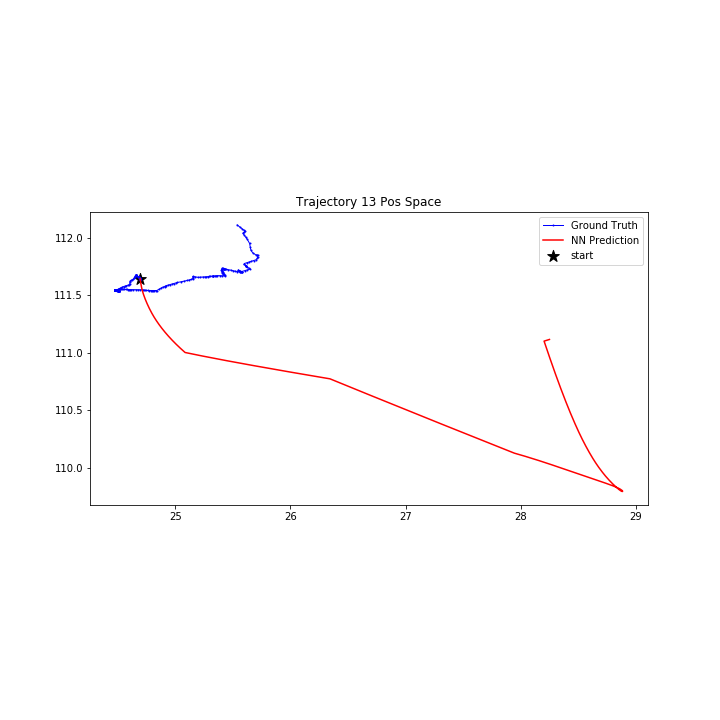 Trajectory 13 Pos Space
Ground Truth
NN Prediction
start
112.0
111.5
111.0
110.5
110.0
25
26
27
28
29